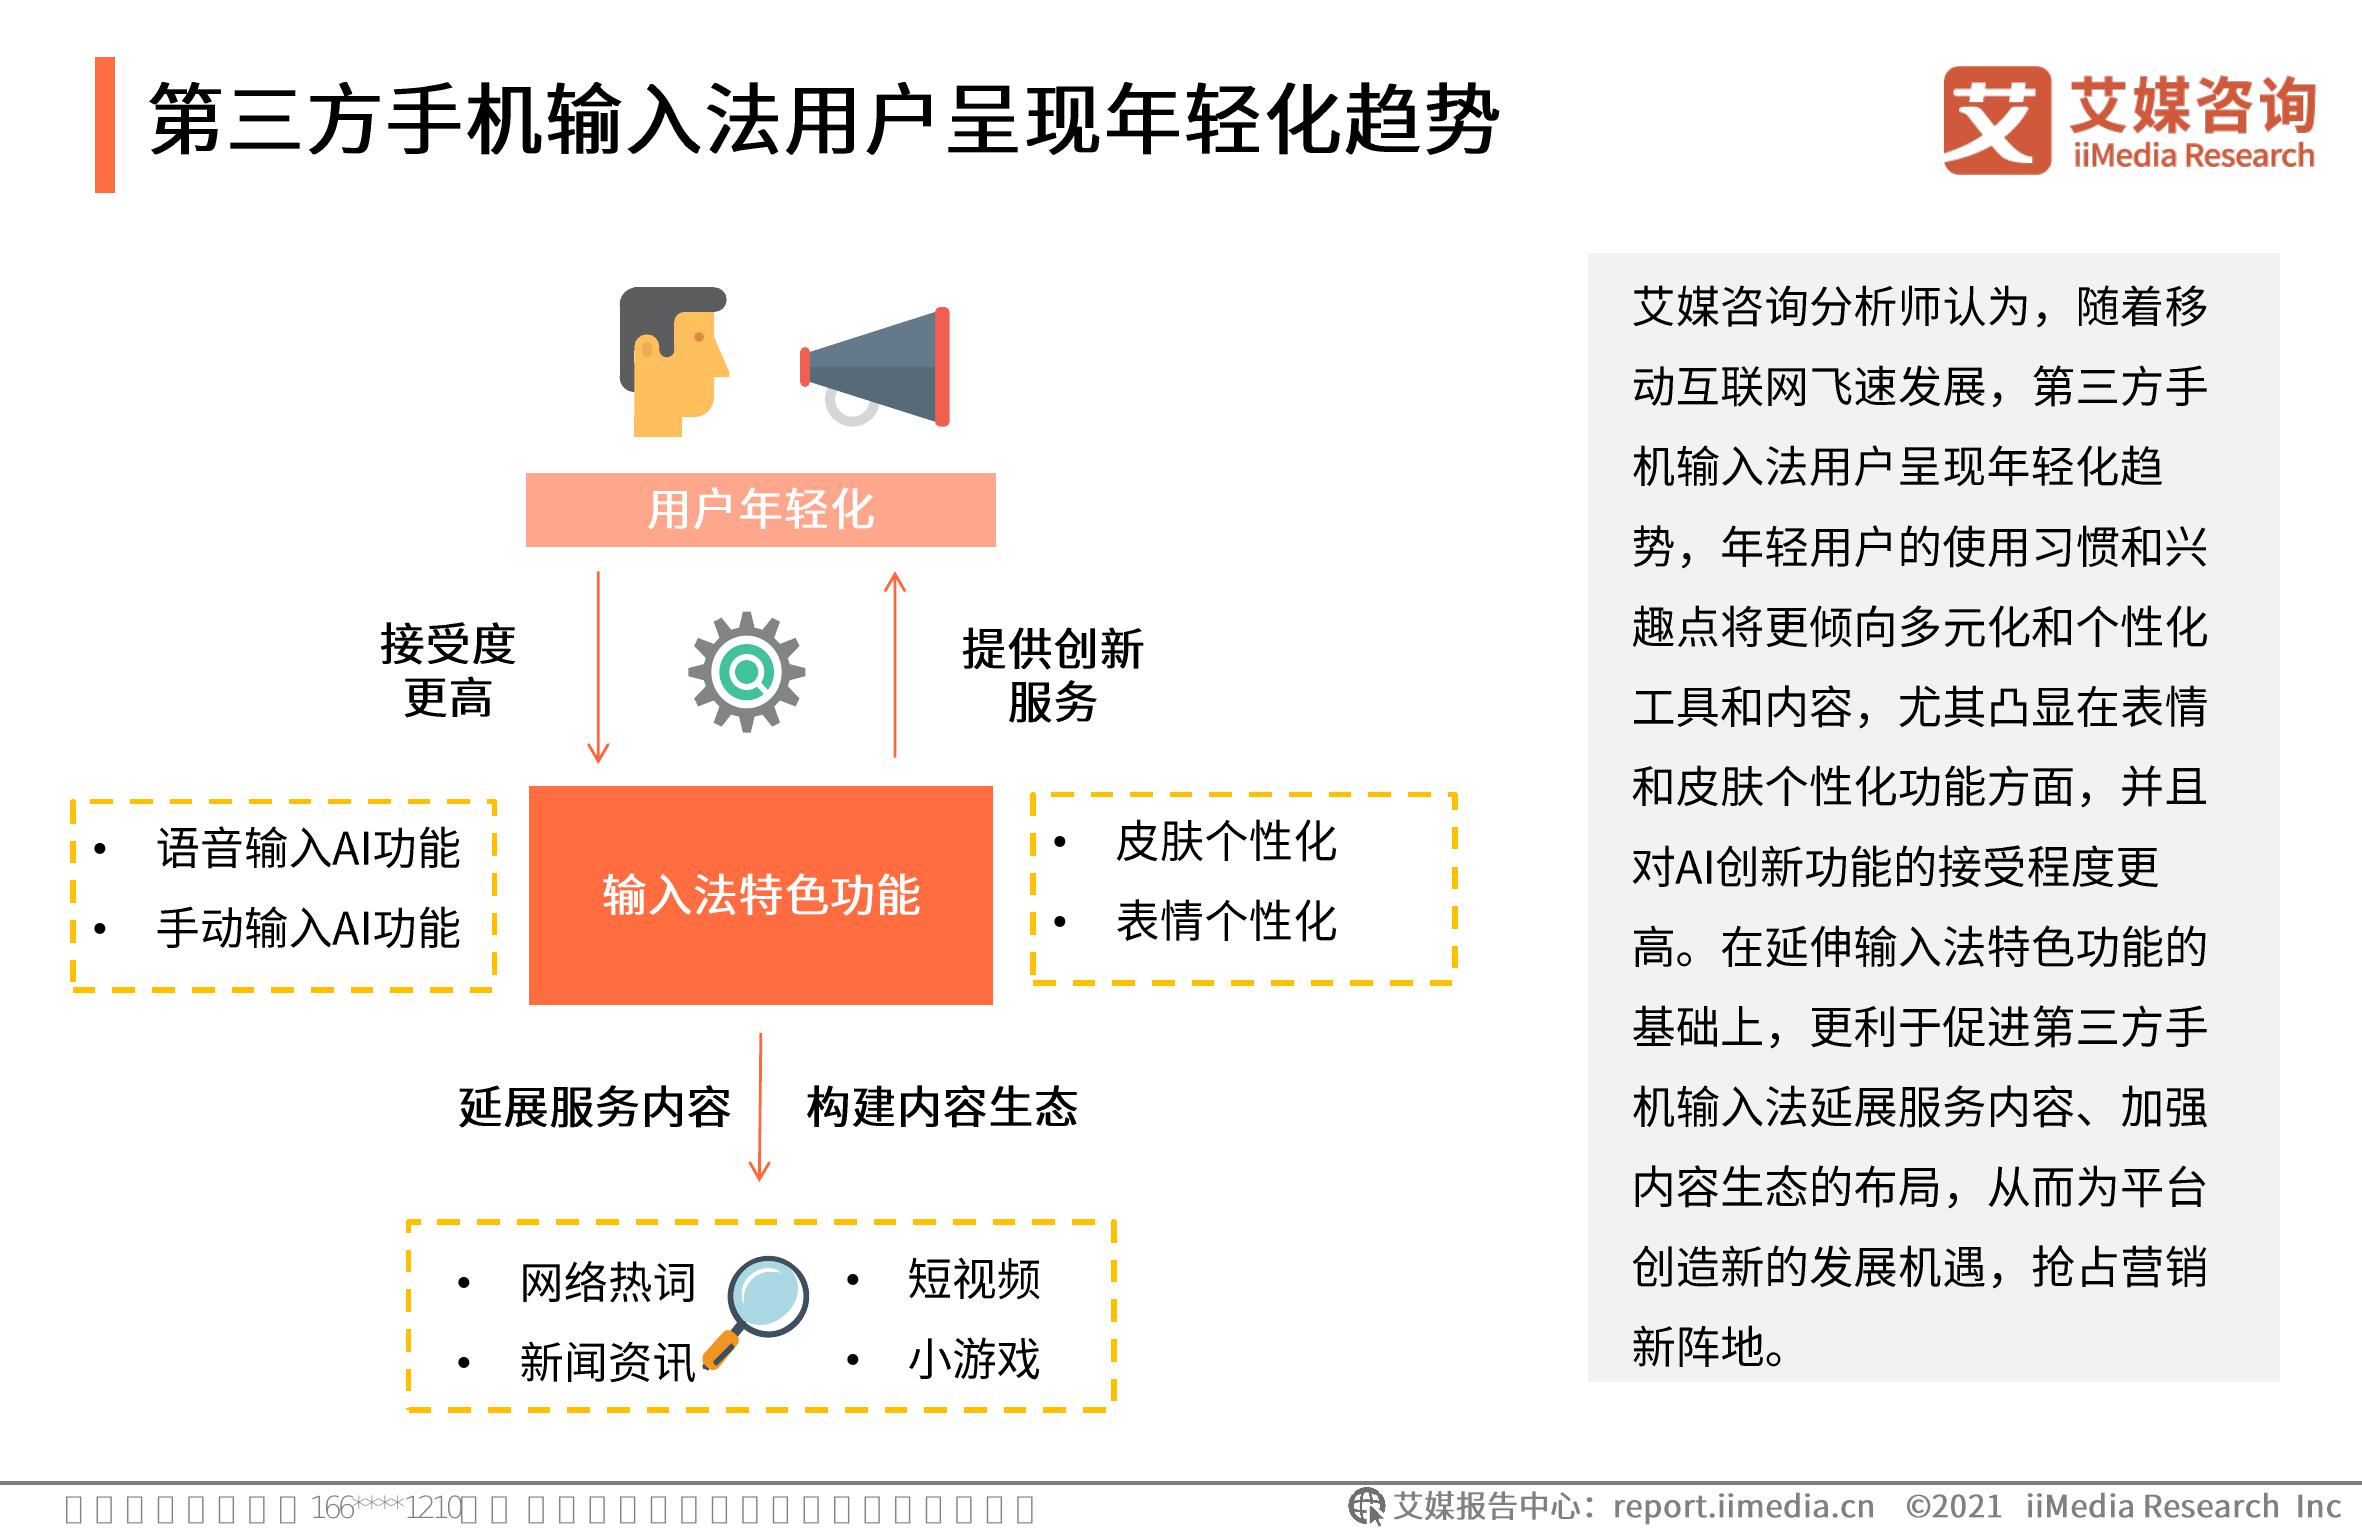 第三方手机输入法用户呈现年轻化趋势
艾 艾媒咨询
iiMedia Research
用户年轻化
接受度
更高
提供创新
服务
• 语音输入AI功能
• 手动输入AI功能
输入法特色功能
• 皮肤个性化
• 表情个性化
延展服务内容 构建内容生态
• 网络热词
• 新闻资讯
• 短视频
• 小游戏
艾媒咨询分析师认为，随着移
动互联网飞速发展，第三方手
机输入法用户呈现年轻化趋
势，年轻用户的使用习惯和兴
趣点将更倾向多元化和个性化
工具和内容，尤其凸显在表情
和皮肤个性化功能方面，并且
对AI创新功能的接受程度更
高。在延伸输入法特色功能的
基础上，更利于促进第三方手
机输入法延展服务内容、加强
内容生态的布局，从而为平台
创造新的发展机遇，抢占营销
新阵地。
166****1210
艾媒报告中心：report.iimedia.cn ©2021 iiMedia Research Inc